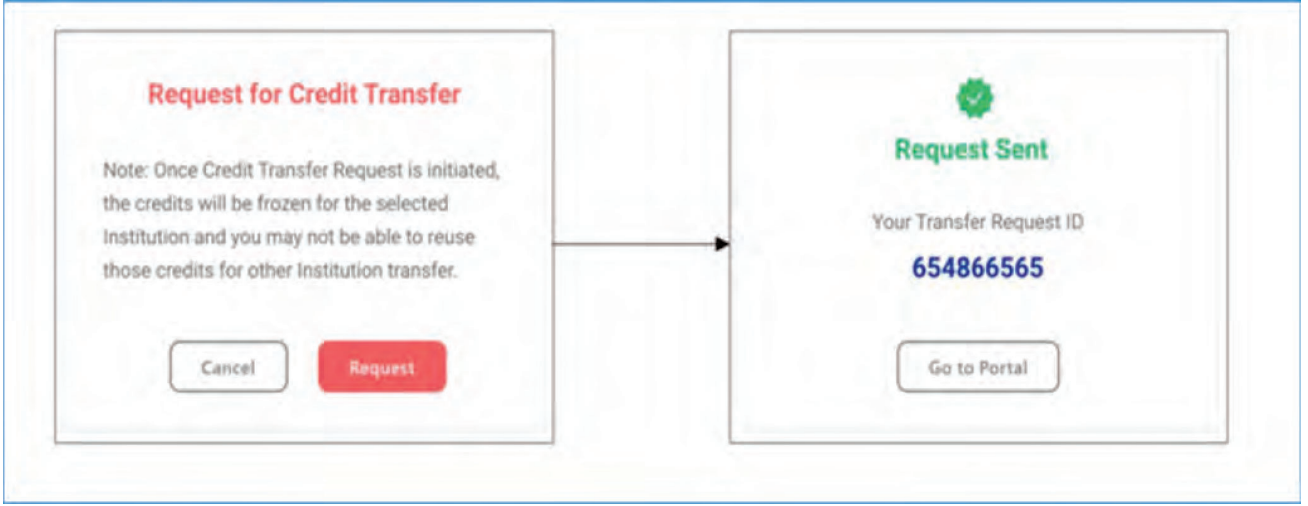 Request for Credit Transfer
Note: Once Credit Transfer Request is initiated,
the credits will be frozen for the selected
Institution and you may not be able to reuse
those credits for other Institution transfer.
Cancel
Request
Request Sent
Your Transfer Request ID
654866565
Go to Portal